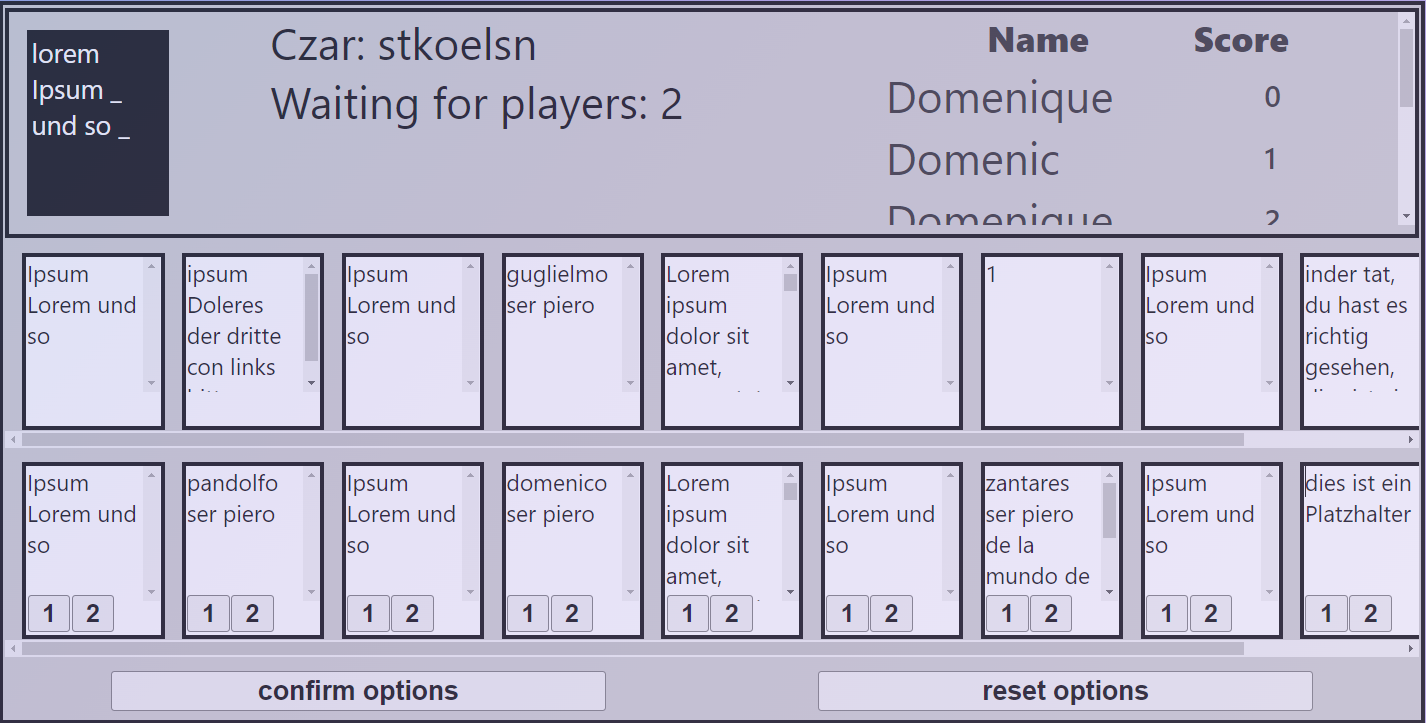 lorem
Ipsum _
und so _
Czar: stkoelsn
Waiting for players: 2
Name Score
Domenique 0
Domenic 1
Domenique 2
Ipsum
Lorem und
so
ipsum
Doleres
der dritte
con links
Ipsum
Lorem und
so
guglielmo
ser piero
Lorem
ipsum
dolor sit
amet,
Ipsum
Lorem und
so
1
Ipsum
Lorem und
so
inder tat,
du hast es
richtig
gesehen,
Ipsum
Lorem und
so
1 2
pandolfo
ser piero
1 2
Ipsum
Lorem und
so
1 2
domenico
ser piero
1 2
Lorem
ipsum
dolor sit
amet,
1 2
Ipsum
Lorem und
so
1 2
zantares
ser piero
de la
mundo de
1 2
Ipsum
Lorem und
so
1 2
dies ist ein
Platzhalter
1 2
confirm options
reset options